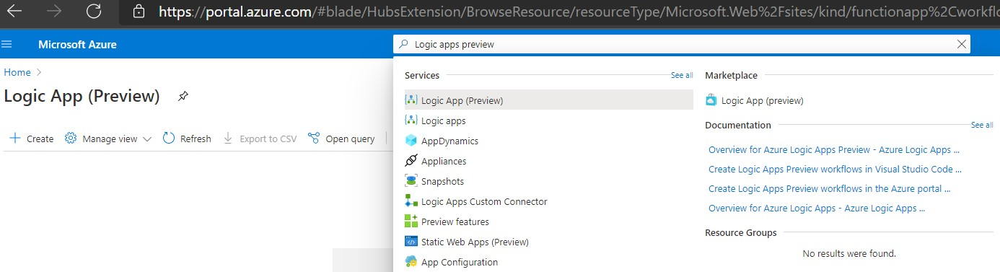 https://portal.azure.com/#blade/HubsExtension/BrowseResource/resourceType/Microsoft.Web%2Fsites/kind/functionapp%2Cworkflo
Microsoft Azure
Logic apps preview
Home
Logic App (Preview)
Create
Manage view
Refresh
Export to CSV
Open query
Services
See all
Logic App (Preview)
Logic apps
AppDynamics
Appliances
Snapshots
Logic Apps Custom Connector
Preview features
Static Web Apps (Preview)
App Configuration
Marketplace
Logic App (preview)
Documentation
See all
Overview for Azure Logic Apps Preview - Azure Logic Apps ...
Create Logic Apps Preview workflows in Visual Studio Code ...
Create Logic Apps Preview workflows in the Azure portal ...
Overview for Azure Logic Apps - Azure Logic Apps ...
Resource Groups
No results were found.